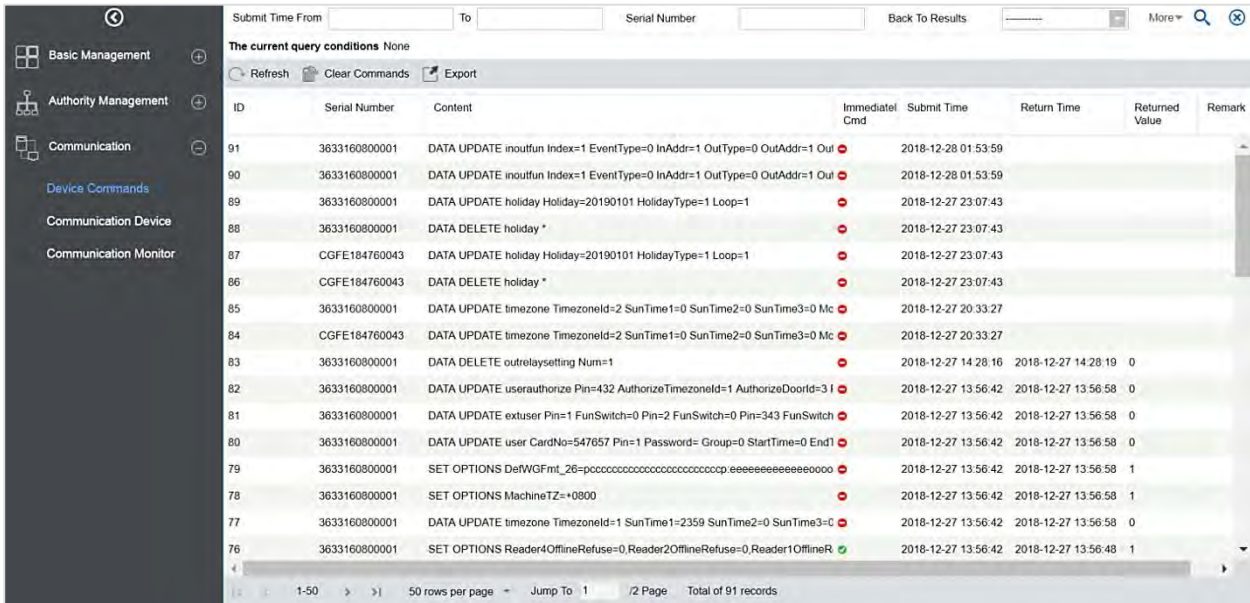 Submit Time From To Serial Number Back To Results ---------- More
The current query conditions None
Refresh Clear Commands Export
Basic Management
Authority Management
Communication
Device Commands
Communication Device
Communication Monitor
ID Serial Number Content Immediatel Cmd Submit Time Return Time Returned Value Remark
91 3633160800001 DATA UPDATE inoutfun Index=1 EventType=0 InAddr=1 OutType=0 OutAddr=1 Out 2018-12-28 01:53:59
90 3633160800001 DATA UPDATE inoutfun Index=1 EventType=0 InAddr=1 OutType=0 OutAddr=1 Out 2018-12-28 01:53:59
89 3633160800001 DATA UPDATE holiday Holiday=20190101 HolidayType=1 Loop=1 2018-12-27 23:07:43
88 3633160800001 DATA DELETE holiday * 2018-12-27 23:07:43
87 CGFE184760043 DATA UPDATE holiday Holiday=20190101 HolidayType=1 Loop=1 2018-12-27 23:07:43
86 CGFE184760043 DATA DELETE holiday * 2018-12-27 23:07:43
85 3633160800001 DATA UPDATE timezone TimezoneId=2 SunTime1=0 SunTime2=0 SunTime3=0 Mc 2018-12-27 20:33:27
84 CGFE184760043 DATA UPDATE timezone TimezoneId=2 SunTime1=0 SunTime2=0 SunTime3=0 Mc 2018-12-27 20:33:27
83 3633160800001 DATA DELETE outrelaysetting Num=1 2018-12-27 14:28:16 2018-12-27 14:28:19 0
82 3633160800001 DATA UPDATE userauthorize Pin=432 AuthorizeTimezoneId=1 AuthorizeDoorId=3 2018-12-27 13:56:42 2018-12-27 13:56:58 0
81 3633160800001 DATA UPDATE extuser Pin=1 FunSwitch=0 Pin=2 FunSwitch=0 Pin=343 FunSwitch 2018-12-27 13:56:42 2018-12-27 13:56:58 0
80 3633160800001 DATA UPDATE user CardNo=547657 Pin=1 Password= Group=0 StartTime=0 EndT 2018-12-27 13:56:42 2018-12-27 13:56:58 0
79 3633160800001 SET OPTIONS 2018-12-27 13:56:42 2018-12-27 13:56:58 1
78 3633160800001 SET OPTIONS MachineTZ=+0800 2018-12-27 13:56:42 2018-12-27 13:56:58 1
77 3633160800001 DATA UPDATE timezone TimezoneId=1 SunTime1=2359 SunTime2=0 SunTime3=0 2018-12-27 13:56:42 2018-12-27 13:56:58 0
76 3633160800001 SET OPTIONS Reader4OfflineRefuse=0,Reader2OfflineRefuse=0,Reader1OfflineR 2018-12-27 13:56:42 2018-12-27 13:56:48 1
1-50 50 rows per page Jump To 1 /2 Page Total of 91 records